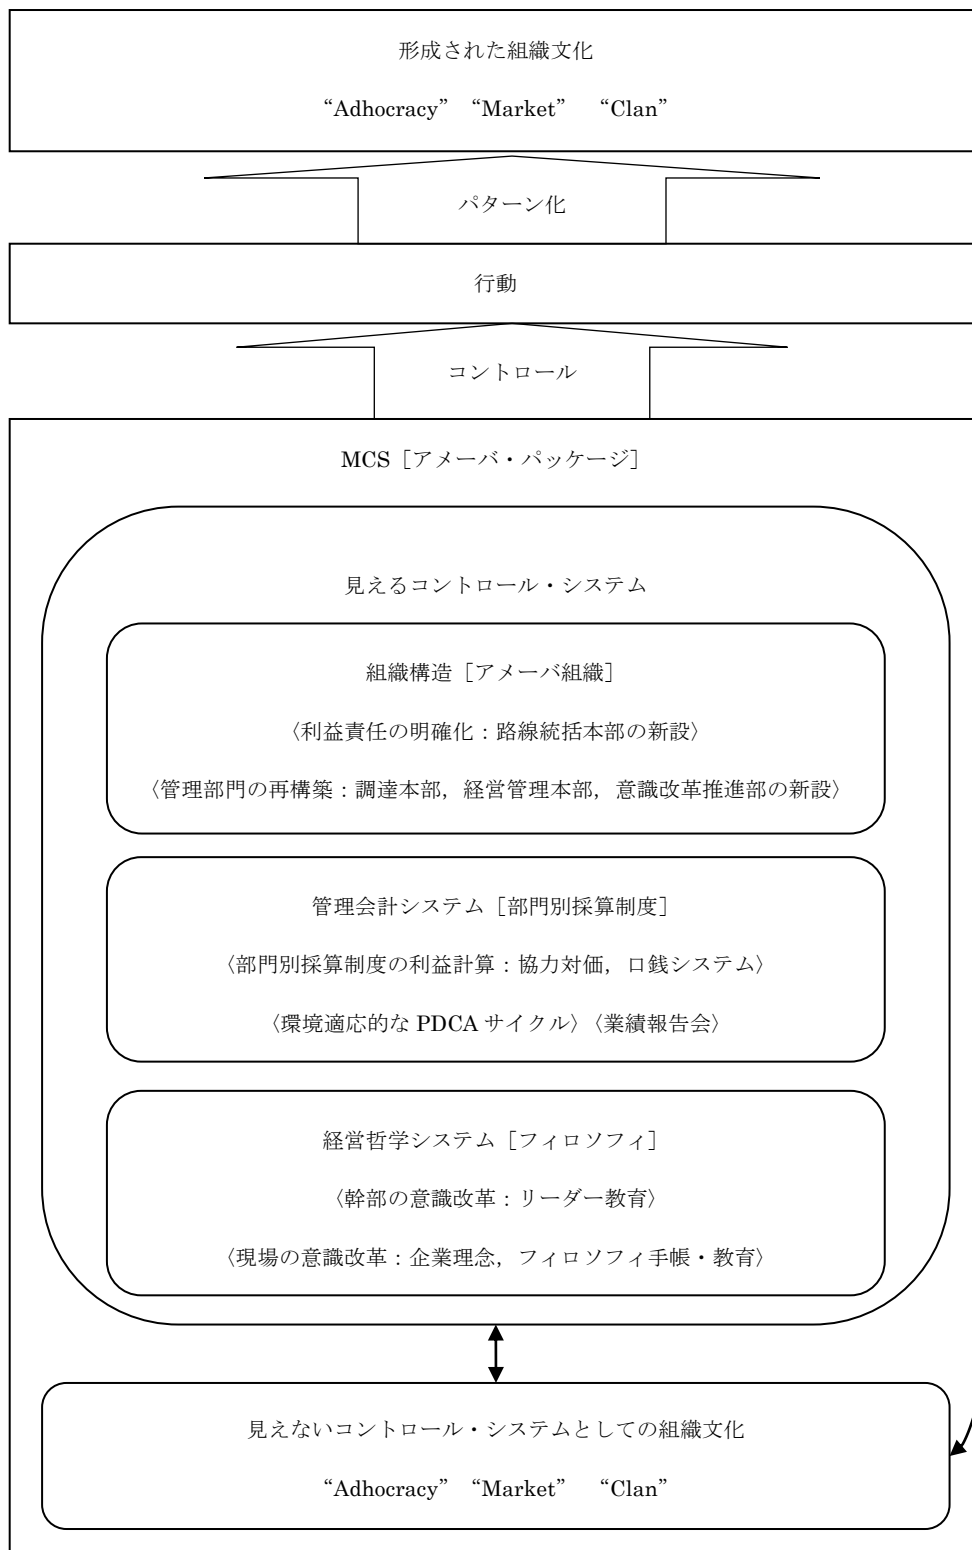 形成された組織文化
“Adhocracy” “Market” “Clan”
パターン化
行動
コントロール
MCS［アメーバ・パッケージ］
見えるコントロール・システム
組織構造［アメーバ組織］
〈利益責任の明確化：路線統括本部の新設〉
〈管理部門の再構築：調達本部，経営管理本部，意識改革推進部の新設〉
管理会計システム［部門別採算制度］
〈部門別採算制度の利益計算：協力対価，口銭システム〉
〈環境適応的な PDCA サイクル〉〈業績報告会〉
経営哲学システム［フィロソフィ］
〈幹部の意識改革：リーダー教育〉
〈現場の意識改革：企業理念，フィロソフィ手帳・教育〉
見えないコントロール・システムとしての組織文化
“Adhocracy” “Market” “Clan”